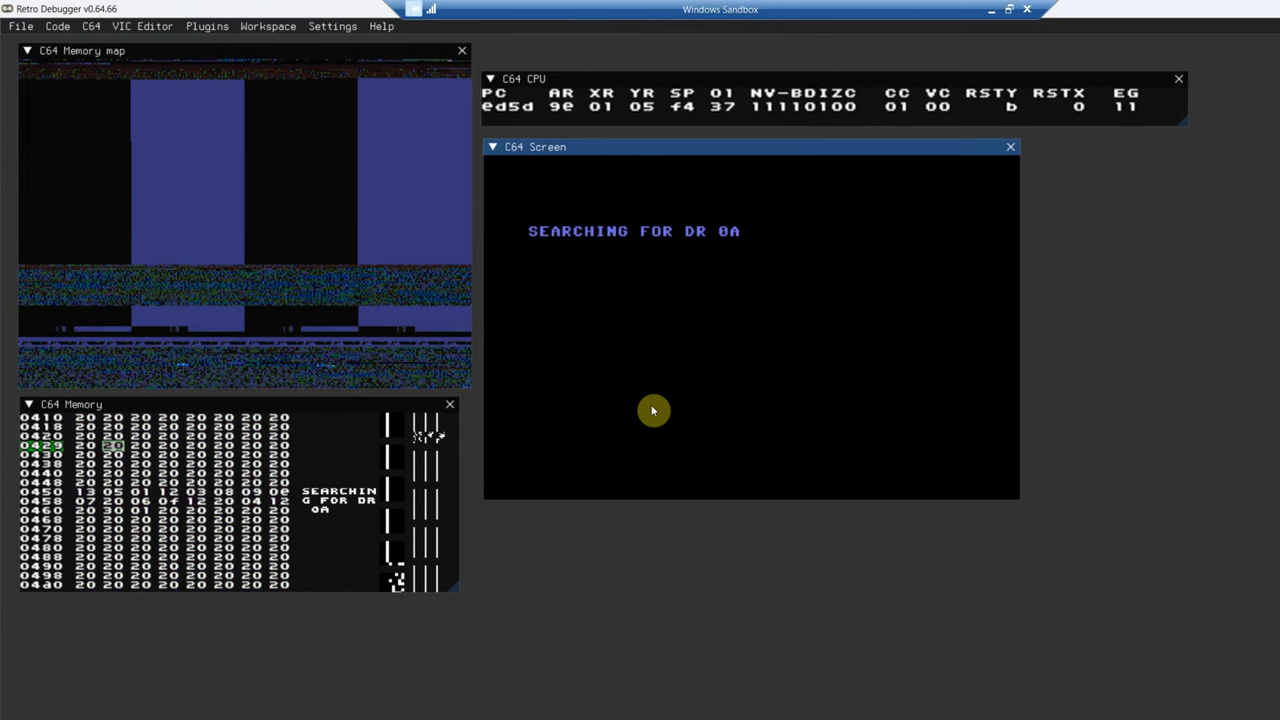 Retro Debugger v0.64.66
Windows Sandbox
File Code C64 VIC Editor Plugins Workspace Settings Help
C64 Memory map
C64 CPU
PC AR XR YR SP 01 NV-BDIZC CC VC RSTY RSTX EG
ed5d 9e 01 05 f4 37 11110100 01 00 b 0 11
C64 Screen
SEARCHING FOR DR 0A
C64 Memory
0410 20 20 20 20 20 20 20 20
0418 20 20 20 20 20 20 20 20
0420 20 20 20 20 20 20 20 20
20 20 20 20 20 20 20 20
0430 20 20 20 20 20 20 20 20
0438 20 20 20 20 20 20 20 20
0440 20 20 20 20 20 20 20 20
0448 20 20 20 20 20 20 20 20
0450 13 05 01 12 03 08 09 0e SEARCHIN
0458 07 20 06 0f 12 20 04 12 G FOR DR
0460 20 30 01 20 20 20 20 20 0A
0468 20 20 20 20 20 20 20 20
0470 20 20 20 20 20 20 20 20
0478 20 20 20 20 20 20 20 20
0480 20 20 20 20 20 20 20 20
0488 20 20 20 20 20 20 20 20
0490 20 20 20 20 20 20 20 20
0498 20 20 20 20 20 20 20 20
04a0 20 20 20 20 20 20 20 20